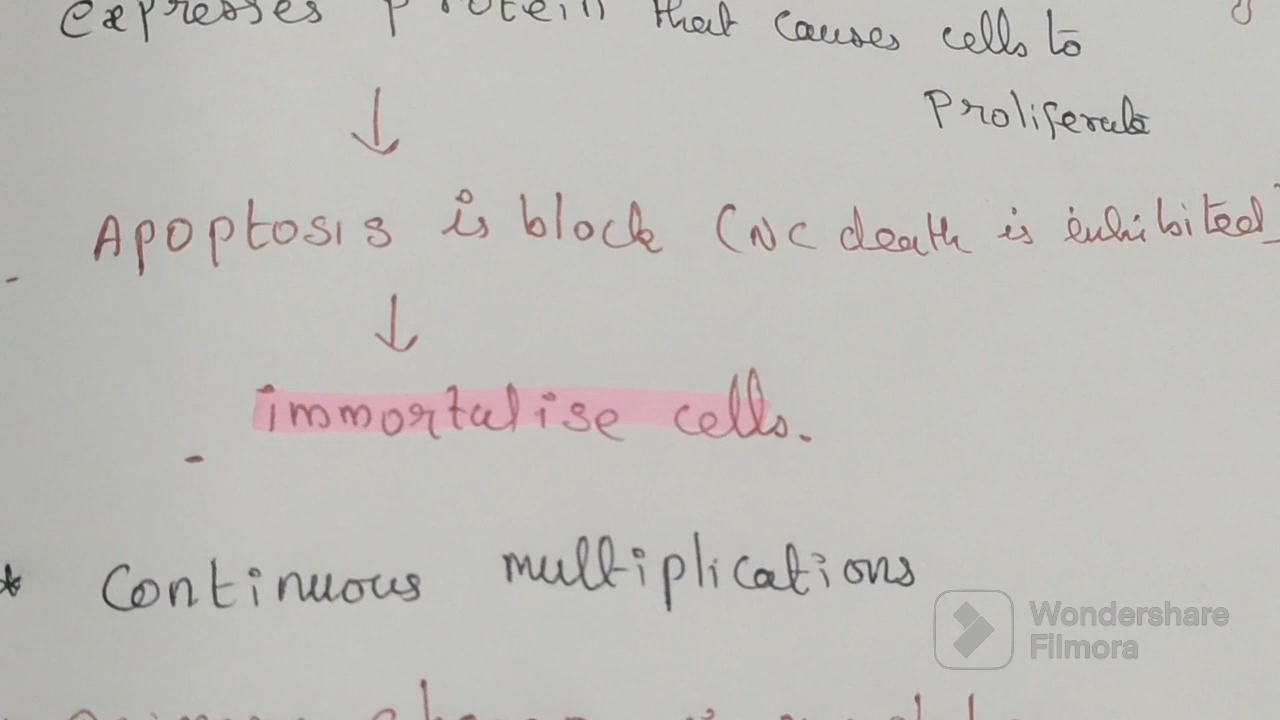 expresses protein that causes cells to
proliferate
↓
Apoptosis is block (NC death is inhibited)
↓
immortalise cells.
* Continuous multiplications
Wondershare
Filmora